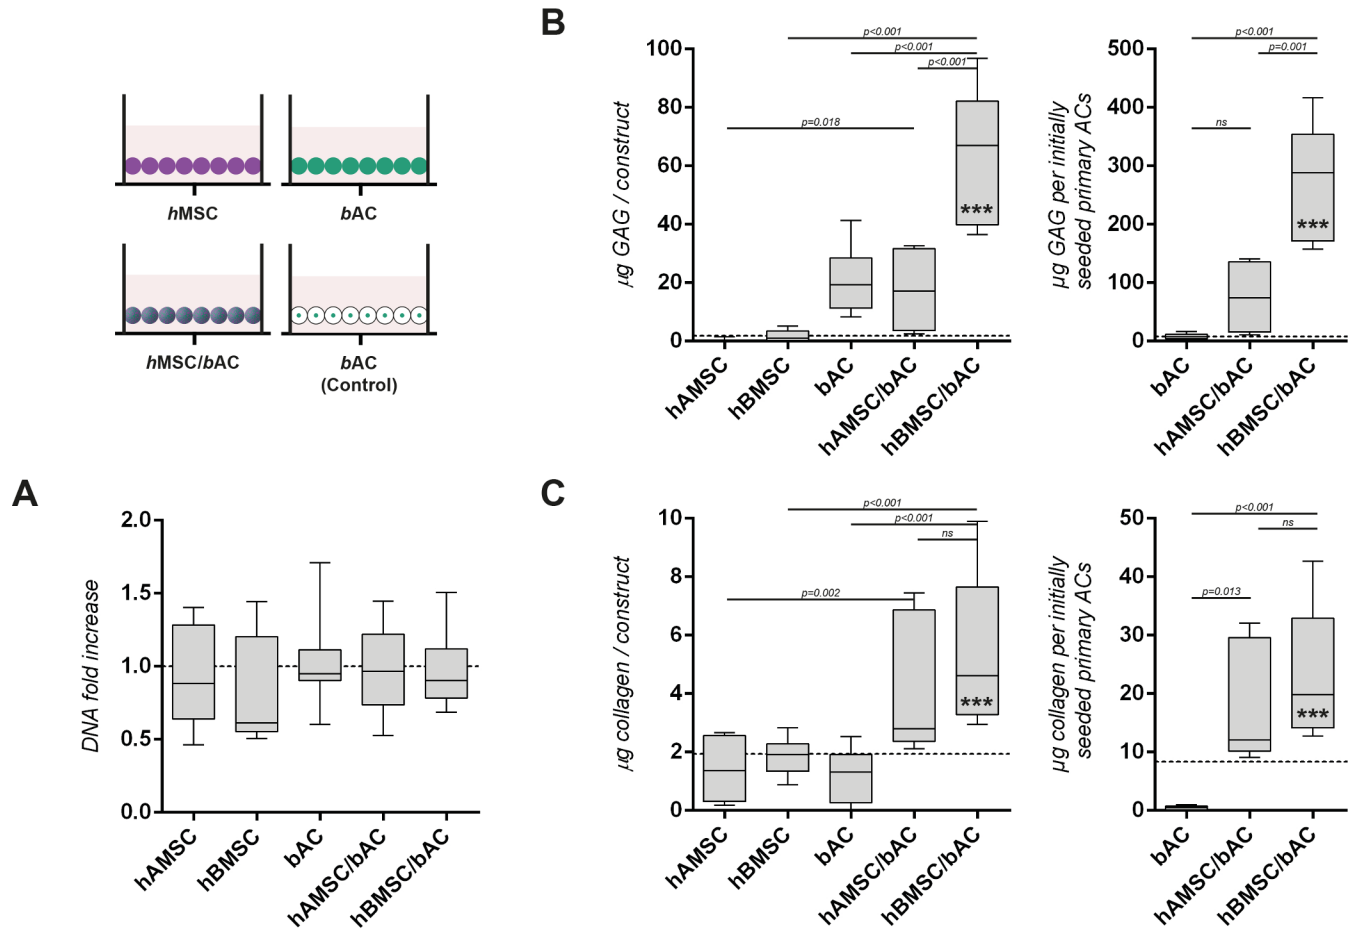 hMSC
bAC
hMSC/bAC
bAC
(Control)
A
DNA fold increase
2.0
1.5
1.0
0.5
0.0
hAMSC
hBMSC
bAC
hAMSC/bAC
hBMSC/bAC
B
µg GAG / construct
100
80
60
40
20
0
p<0.001
p<0.001
p<0.001
p=0.018
***
hAMSC
hBMSC
bAC
hAMSC/bAC
hBMSC/bAC
µg GAG per initially
seeded primary ACs
500
400
300
200
100
0
p<0.001
p=0.001
ns
***
bAC
hAMSC/bAC
hBMSC/bAC
C
µg collagen / construct
10
8
6
4
2
0
p<0.001
p<0.001
ns
p=0.002
***
hAMSC
hBMSC
bAC
hAMSC/bAC
hBMSC/bAC
µg collagen per initially
seeded primary ACs
50
40
30
20
10
0
p<0.001
ns
p=0.013
***
bAC
hAMSC/bAC
hBMSC/bAC